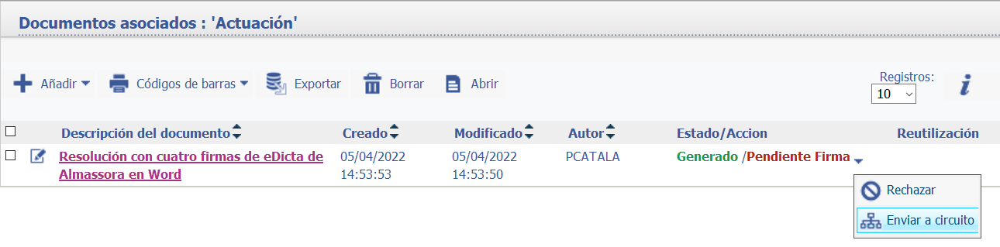 Documentos asociados : 'Actuación'
Añadir Códigos de barras Exportar Borrar Abrir Registros:
10
Descripción del documento Creado Modificado Autor Estado/Accion Reutilización
Resolución con cuatro firmas de eDicta de 05/04/2022 05/04/2022 PCATALA Generado /Pendiente Firma
Almassora en Word 14:53:53 14:53:50
Rechazar
Enviar a circuito